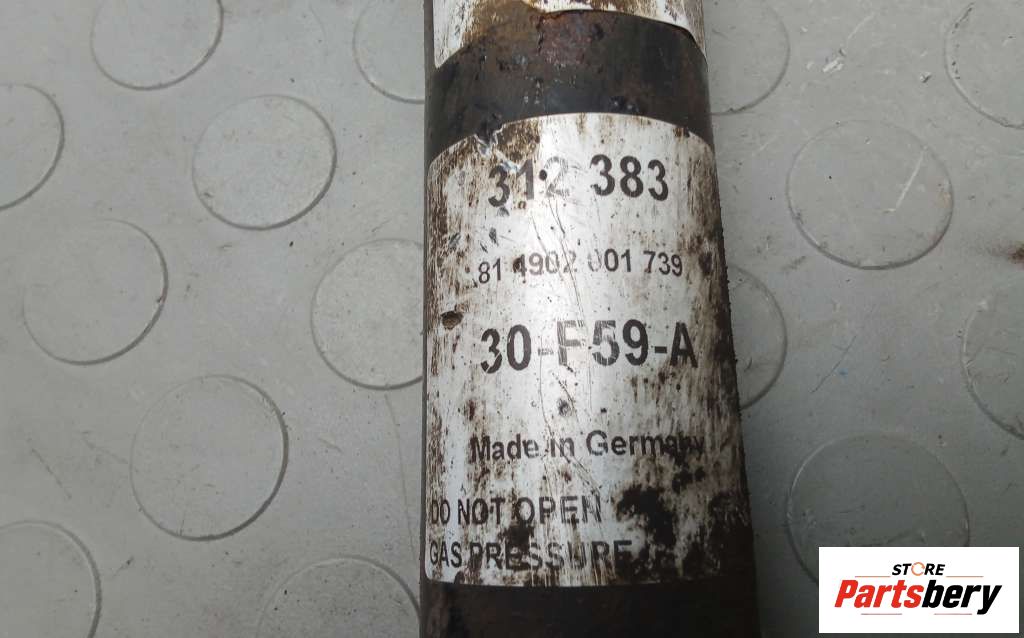 312 383
81 4902 001 739
30-F59-A
Made in Germany
DO NOT OPEN
GAS PRESSURE
STORE
Partsbery